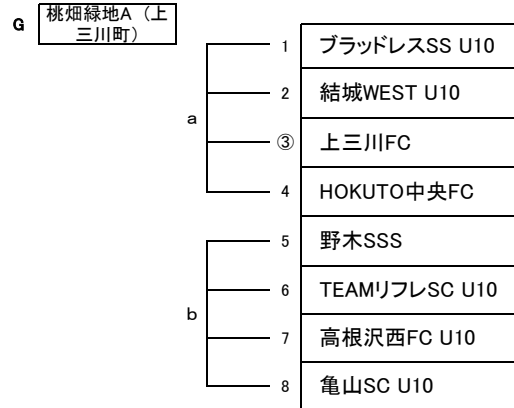 G
桃畑緑地A（上
三川町）
a
1 ブラッドレスSS U10
2 結城WEST U10
③ 上三川FC
4 HOKUTO中央FC
b
5 野木SSS
6 TEAMリフレSC U10
7 高根沢西FC U10
8 亀山SC U10